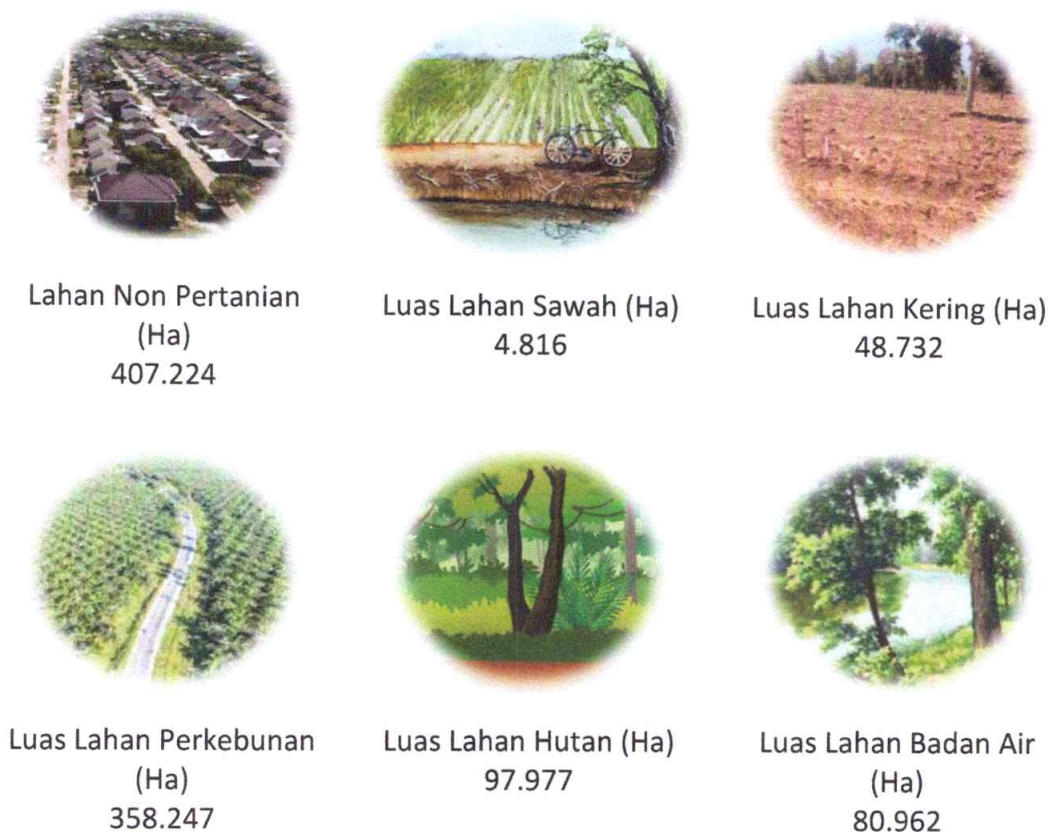 Lahan Non Pertanian
(Ha)
407.224
Luas Lahan Sawah (Ha)
4.816
Luas Lahan Kering (Ha)
48.732
Luas Lahan Perkebunan
(Ha)
358.247
Luas Lahan Hutan (Ha)
97.977
Luas Lahan Badan Air
(Ha)
80.962